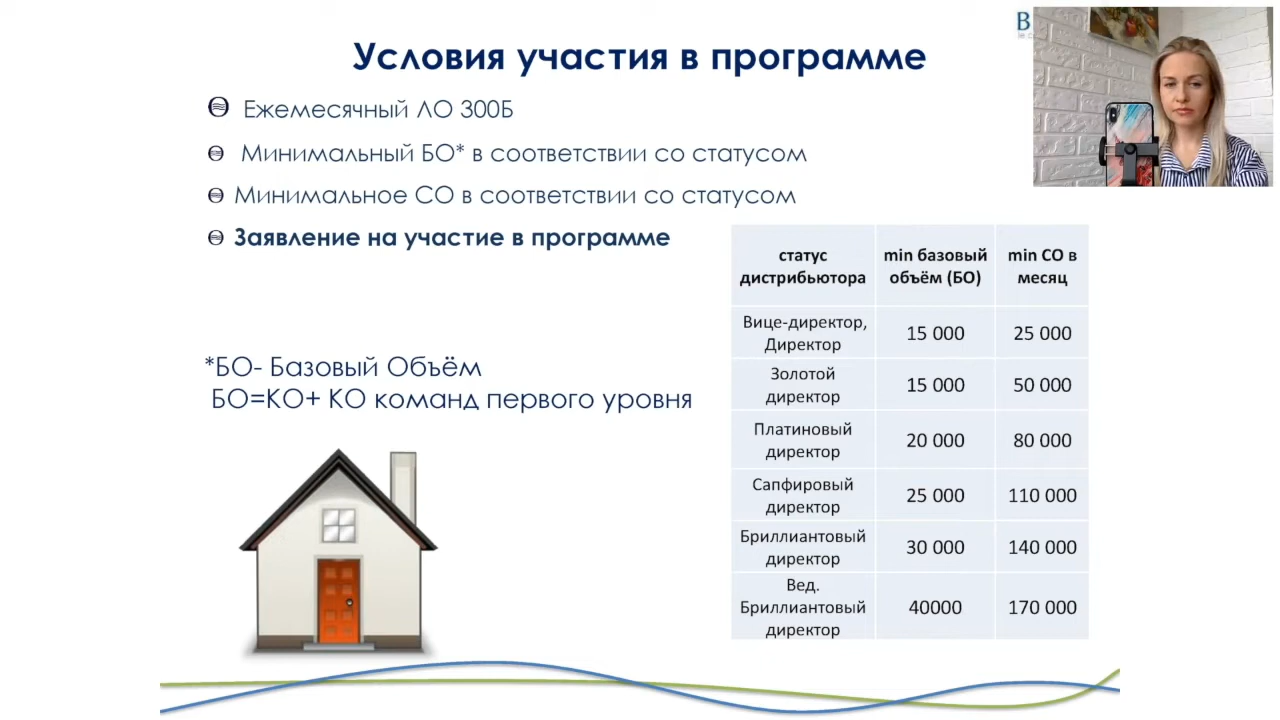 Условия участия в программе
Ежемесячный ЛО 300Б
Минимальный БО* в соответствии со статусом
Минимальное СО в соответствии со статусом
Заявление на участие в программе
*БО- Базовый Объём
БО=КО+ КО команд первого уровня
статус дистрибьютора min базовый объём (БО) min СО в месяц
Вице-директор, Директор 15 000 25 000
Золотой директор 15 000 50 000
Платиновый директор 20 000 80 000
Сапфировый директор 25 000 110 000
Бриллиантовый директор 30 000 140 000
Вед. Бриллиантовый директор 40000 170 000